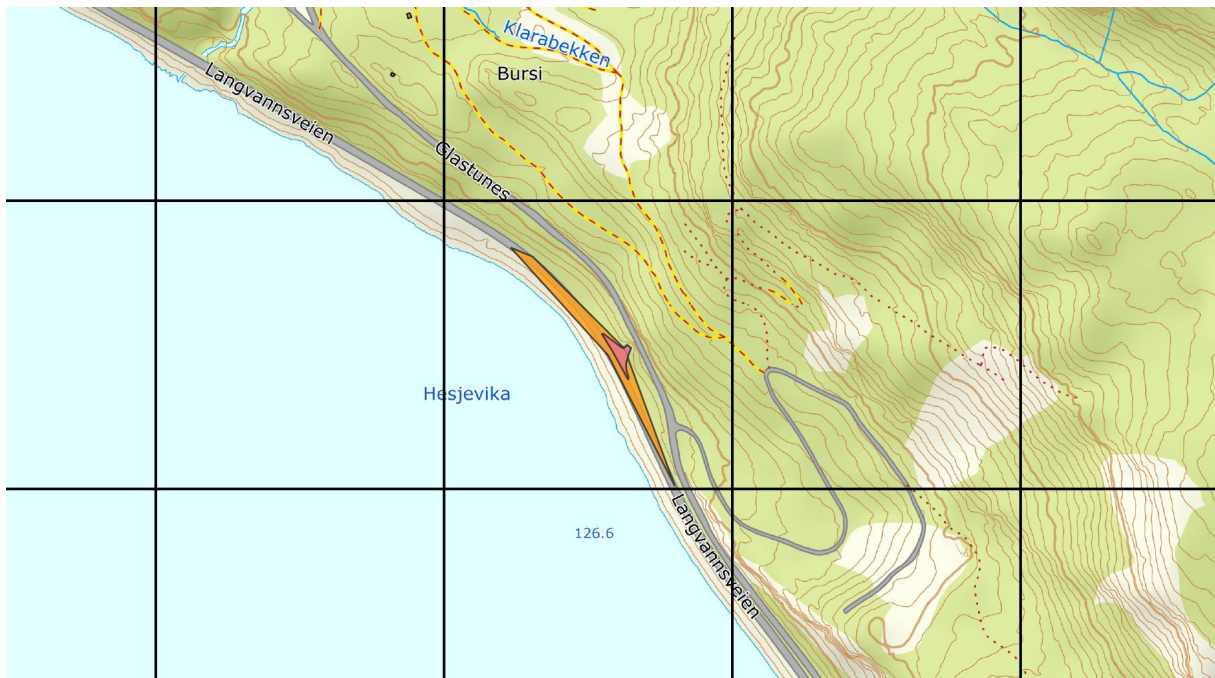 Klarabekken
Bursi
Langvannsveien
Glastunes
Hesjevika
126.6
Langvannsveien